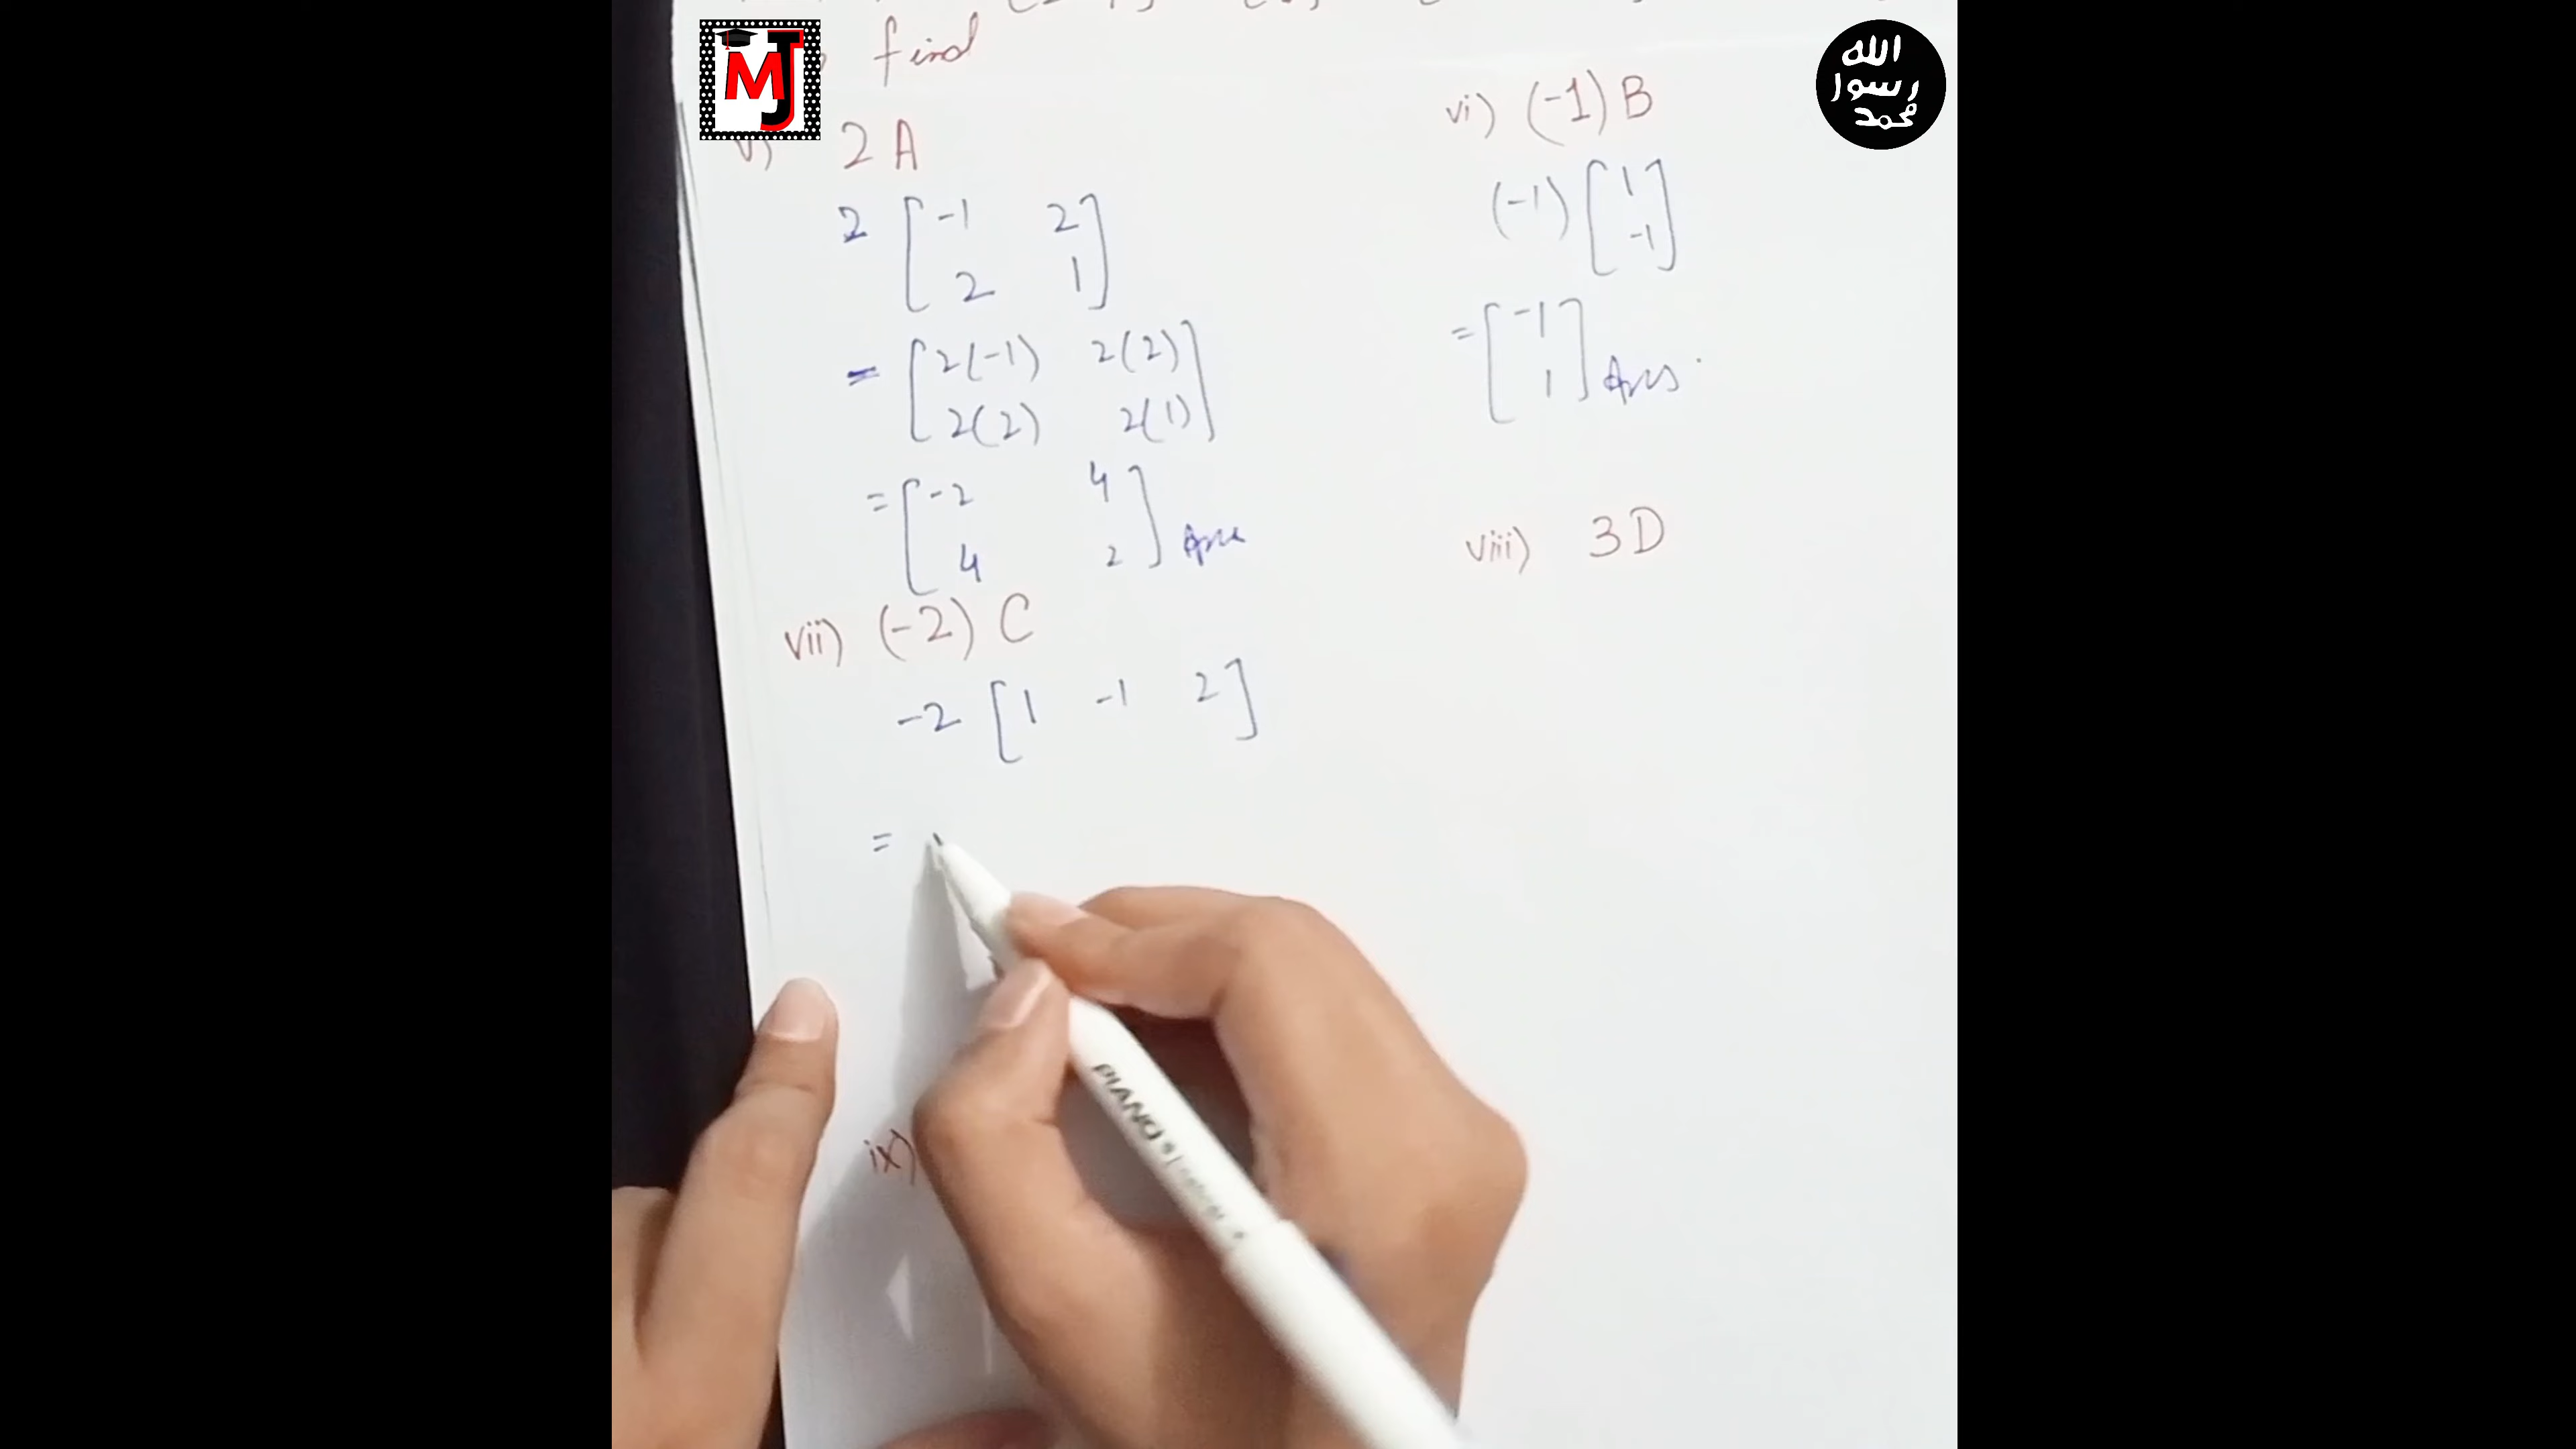 MJ
الله
رسول
محمد
find
v) 2 A
2 [ -1 2
2 1 ]
= [ 2(-1) 2(2)
2(2) 2(1) ]
= [ -2 4
4 2 ] Ans
vi) (-1) B
(-1) [ 1
-1 ]
= [ -1
1 ] Ans.
vii) (-2) C
-2 [ 1 -1 2 ]
=
viii) 3D
ix)
PIANO